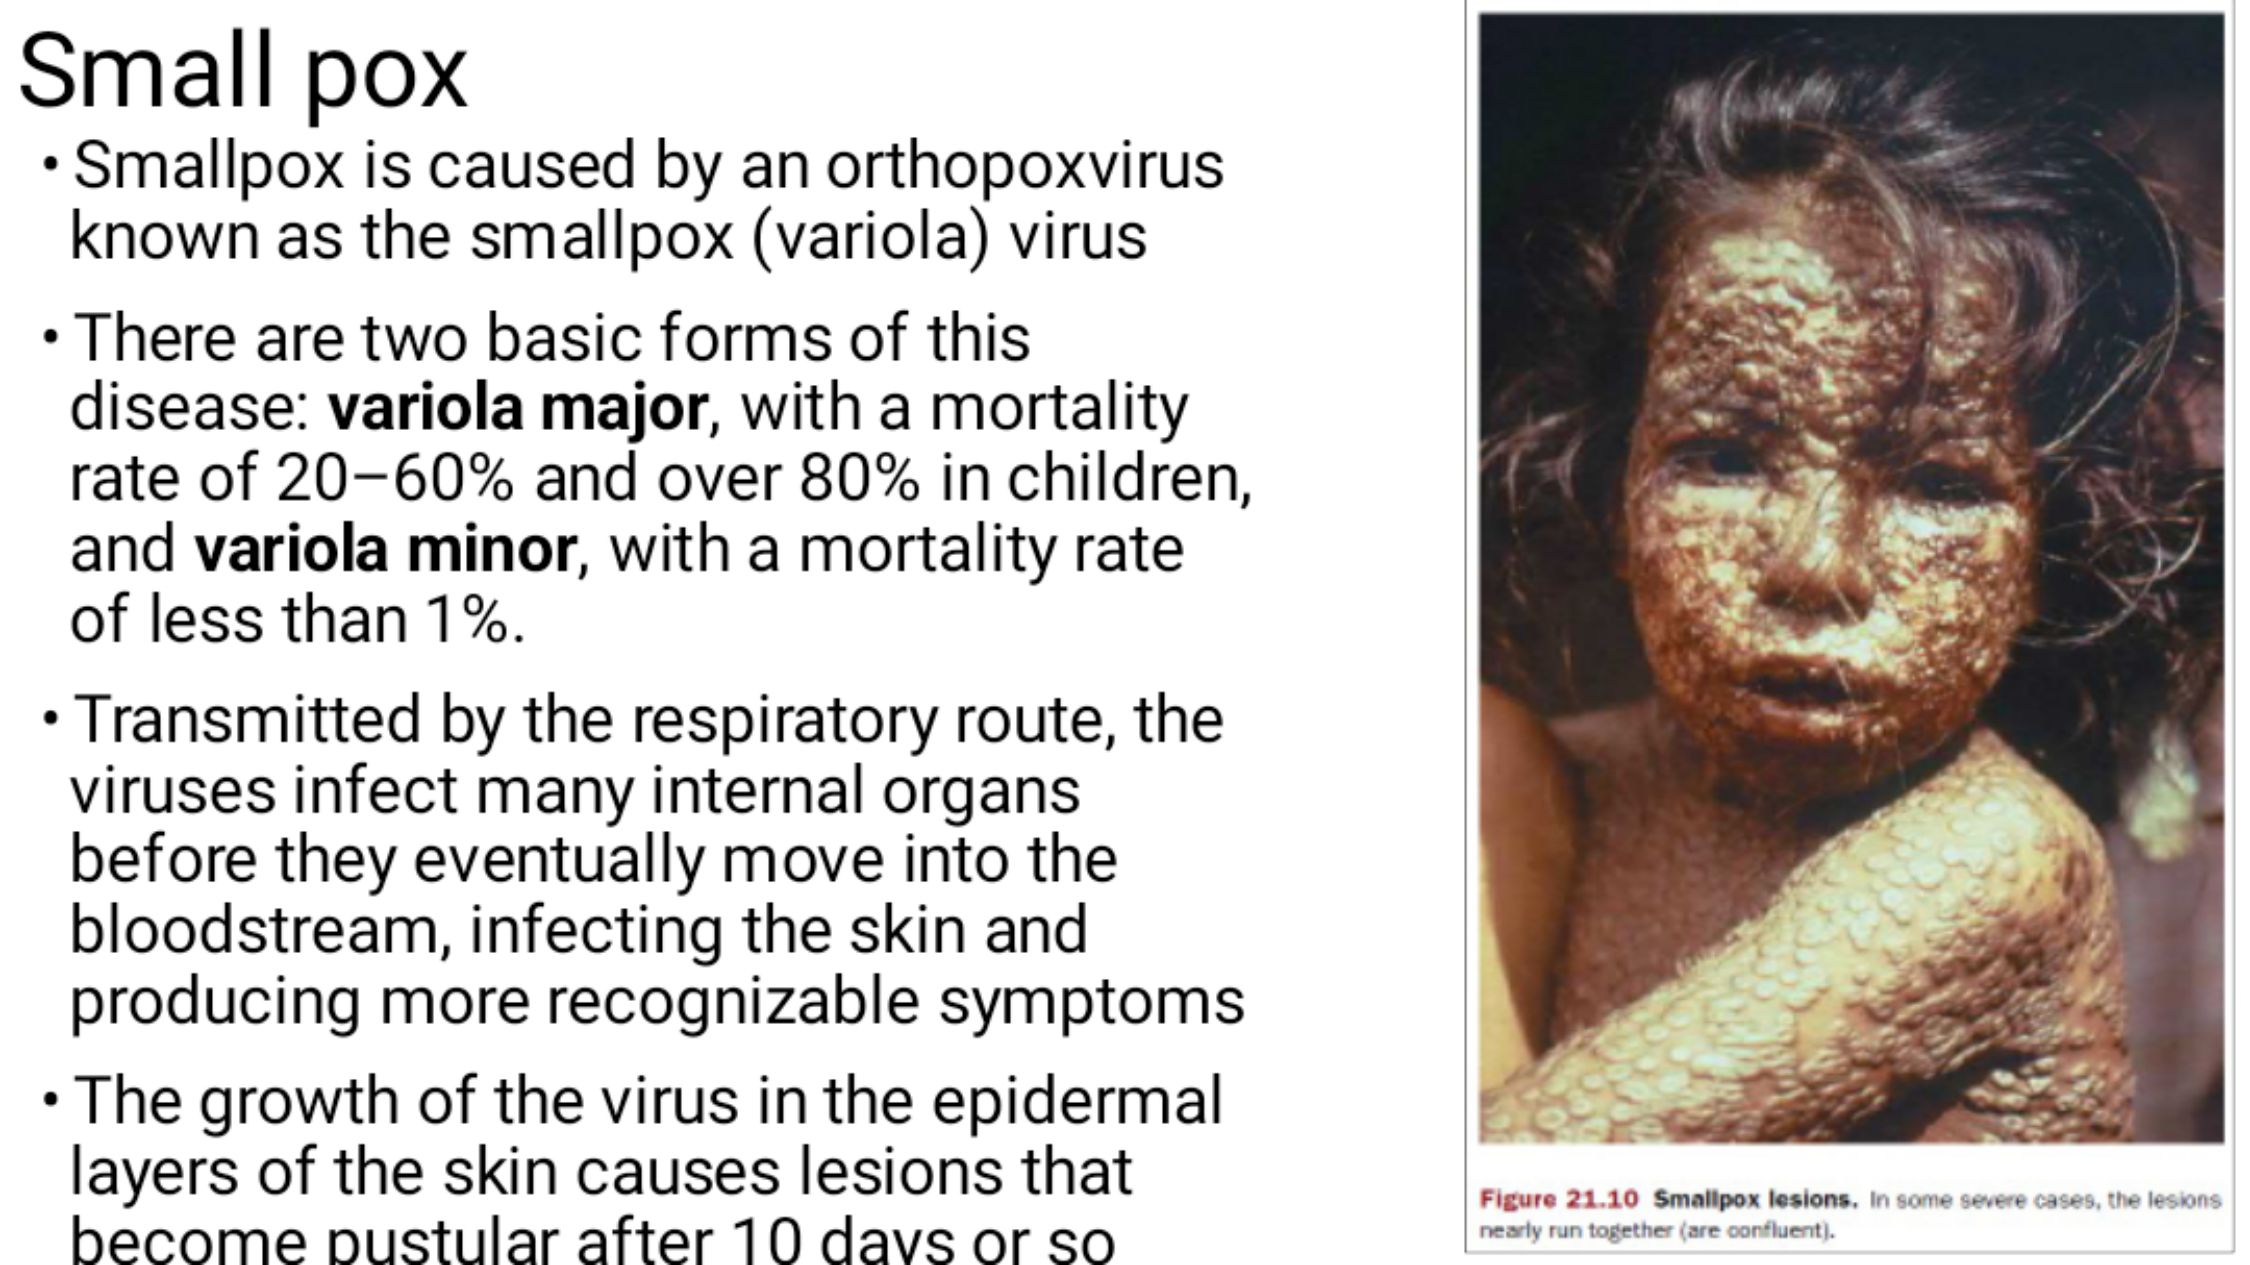 Small pox
• Smallpox is caused by an orthopoxvirus
known as the smallpox (variola) virus
• There are two basic forms of this
disease: variola major, with a mortality
rate of 20–60% and over 80% in children,
and variola minor, with a mortality rate
of less than 1%.
• Transmitted by the respiratory route, the
viruses infect many internal organs
before they eventually move into the
bloodstream, infecting the skin and
producing more recognizable symptoms
• The growth of the virus in the epidermal
layers of the skin causes lesions that
become pustular after 10 days or so
Figure 21.10 Smallpox lesions. In some severe cases, the lesions
nearly run together (are confluent).